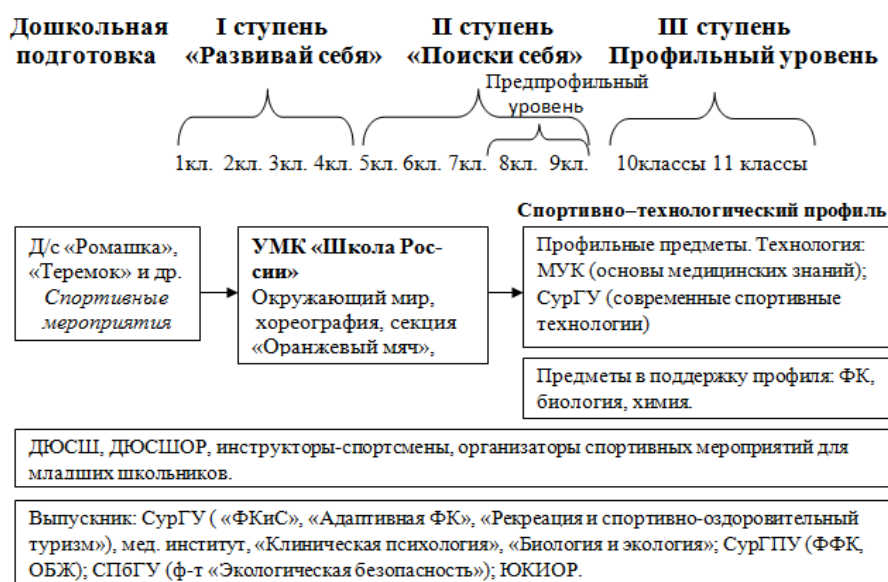 Дошкольная
подготовка
I ступень
«Развивай себя»
II ступень
«Поиски себя»
III ступень
Профильный уровень
Предпрофильный
уровень
1кл. 2кл. 3кл. 4кл. 5кл. 6кл. 7кл. 8кл. 9кл. 10классы 11 классы
Спортивно–технологический профиль
Д/с «Ромашка»,
«Теремок» и др.
Спортивные
мероприятия
УМК «Школа Рос-
сии»
Окружающий мир,
хореография, секция
«Оранжевый мяч»,
Профильные предметы. Технология:
МУК (основы медицинских знаний);
СурГУ (современные спортивные
технологии)
Предметы в поддержку профиля: ФК,
биология, химия.
ДЮСШ, ДЮСШОР, инструкторы-спортсмены, организаторы спортивных мероприятий для
младших школьников.
Выпускник: СурГУ ( «ФКиС», «Адаптивная ФК», «Рекреация и спортивно-оздоровительный
туризм»), мед. институт, «Клиническая психология», «Биология и экология»; СурГПУ (ФФК,
ОБЖ); СПбГУ (ф-т «Экологическая безопасность»); ЮКИОР.